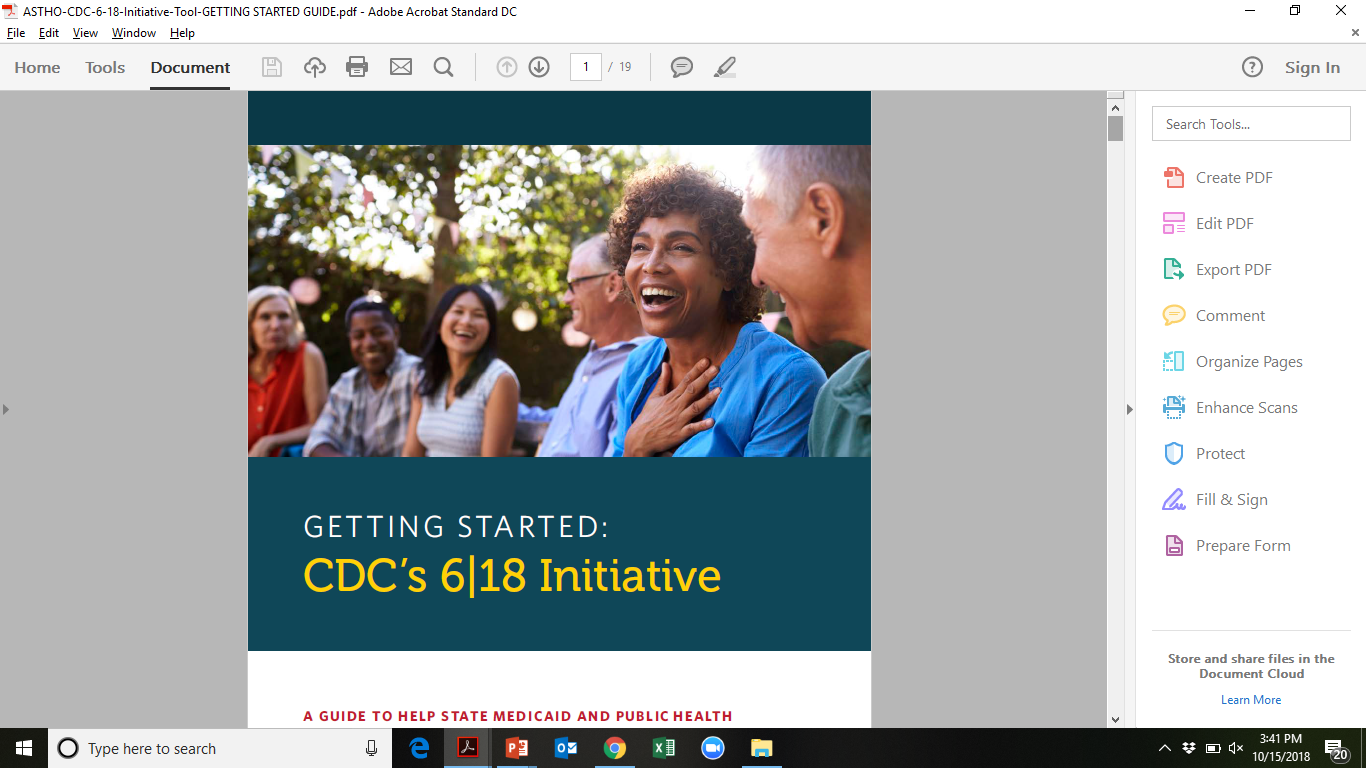 ASTHO-CDC-6-18-Initiative-Tool-GETTING STARTED GUIDE.pdf - Adobe Acrobat Standard DC
File Edit View Window Help
Home Tools Document 1 / 19 Sign In
Search Tools...
Create PDF
Edit PDF
Export PDF
Comment
Organize Pages
Enhance Scans
Protect
Fill & Sign
Prepare Form
Store and share files in the
Document Cloud
Learn More
GETTING STARTED:
CDC's 6|18 Initiative
A GUIDE TO HELP STATE MEDICAID AND PUBLIC HEALTH
Type here to search
3:41 PM
10/15/2018
20